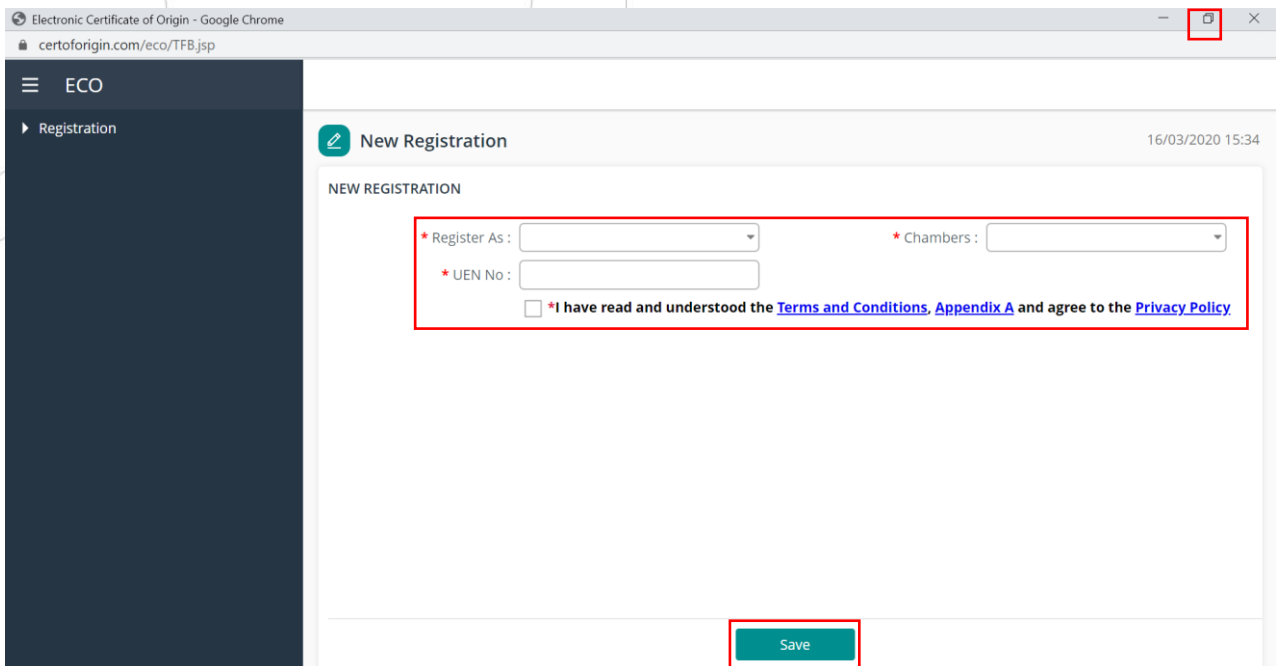 Electronic Certificate of Origin - Google Chrome
certoforigin.com/eco/TFB.jsp
ECO
Registration
New Registration
16/03/2020 15:34
NEW REGISTRATION
* Register As :
* Chambers :
* UEN No :
*I have read and understood the Terms and Conditions, Appendix A and agree to the Privacy Policy
Save